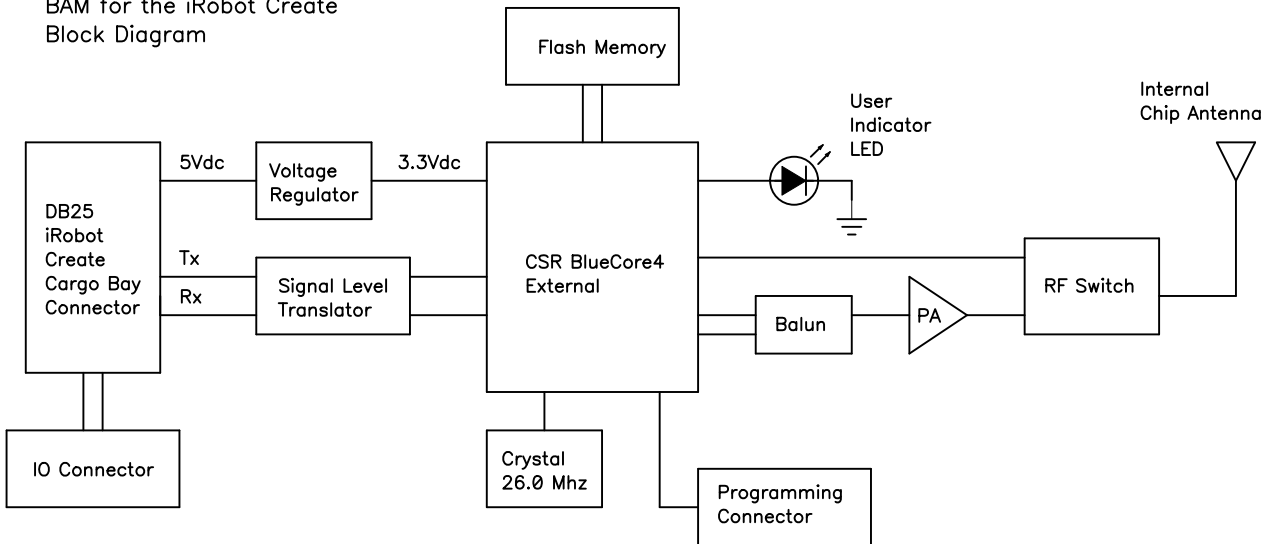 BAM for the iRobot Create
Block Diagram
Flash Memory
Internal
Chip Antenna
User
Indicator
LED
5Vdc
Voltage
Regulator
3.3Vdc
DB25
iRobot
Create
Cargo Bay
Connector
Tx
Rx
Signal Level
Translator
CSR BlueCore4
External
RF Switch
Balun
PA
IO Connector
Crystal
26.0 Mhz
Programming
Connector